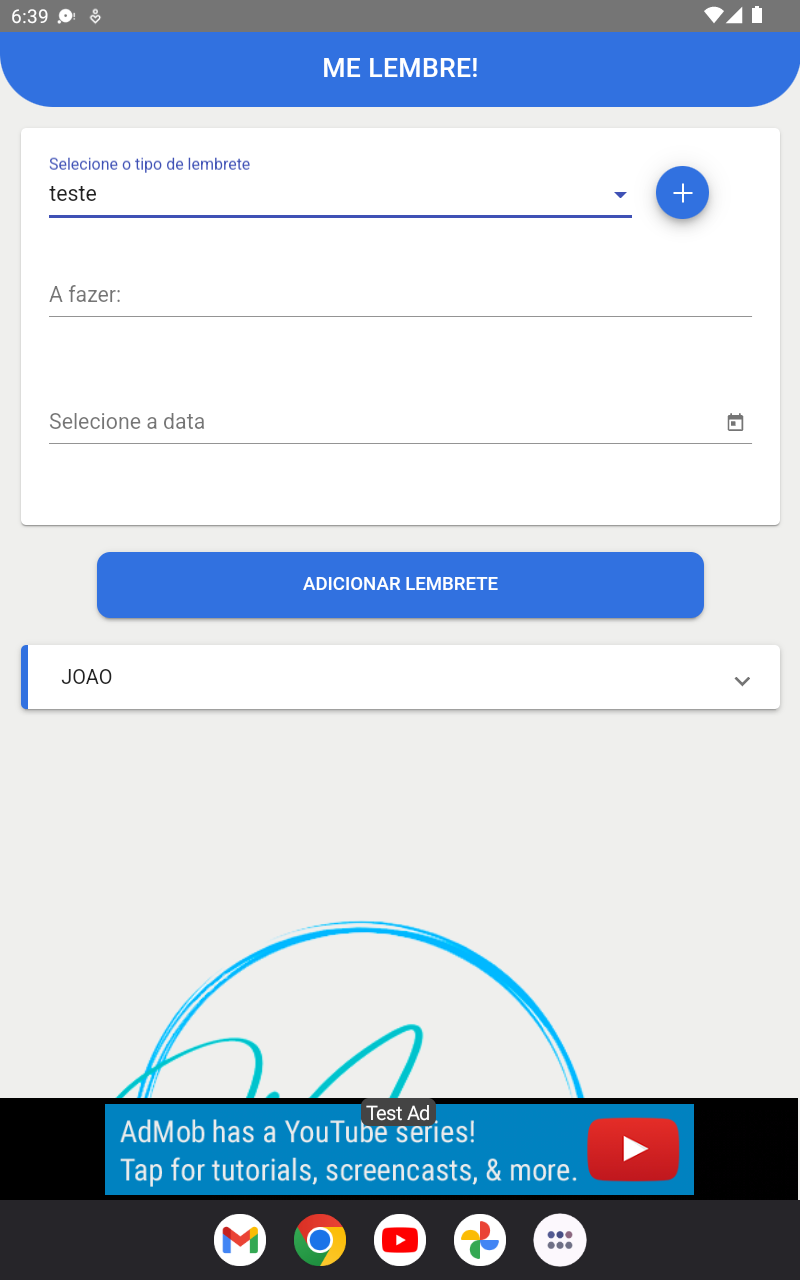 6:39
ME LEMBRE!
Selecione o tipo de lembrete
teste
A fazer:
Selecione a data
ADICIONAR LEMBRETE
JOAO
Test Ad
AdMob has a YouTube series!
Tap for tutorials, screencasts, & more.